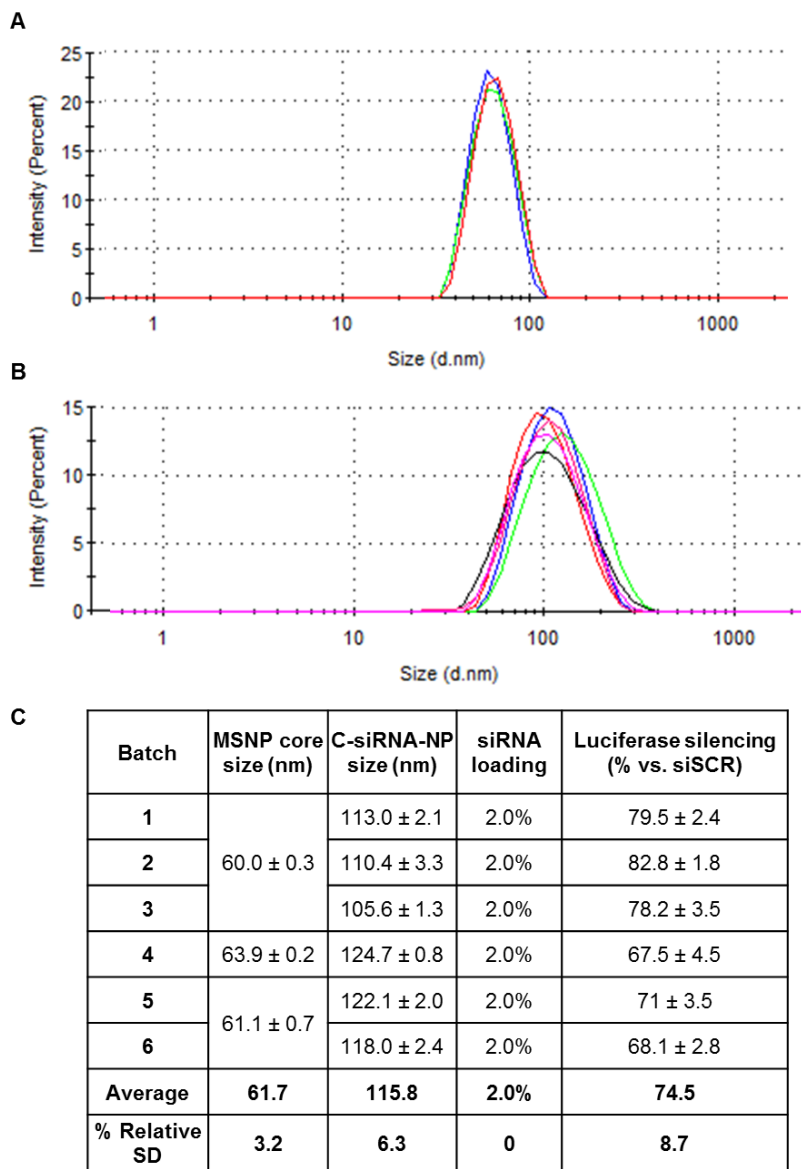 A
25
20
15
10
5
0
Intensity (Percent)
1 10 100 1000
Size (d.nm)
B
15
10
5
0
Intensity (Percent)
1 10 100 1000
Size (d.nm)
C
Batch MSNP core size (nm) C-siRNA-NP size (nm) siRNA loading Luciferase silencing (% vs. siSCR)
1 60.0 ± 0.3 113.0 ± 2.1 2.0% 79.5 ± 2.4
2 110.4 ± 3.3 2.0% 82.8 ± 1.8
3 105.6 ± 1.3 2.0% 78.2 ± 3.5
4 63.9 ± 0.2 124.7 ± 0.8 2.0% 67.5 ± 4.5
5 61.1 ± 0.7 122.1 ± 2.0 2.0% 71 ± 3.5
6 118.0 ± 2.4 2.0% 68.1 ± 2.8
Average 61.7 115.8 2.0% 74.5
% Relative SD 3.2 6.3 0 8.7